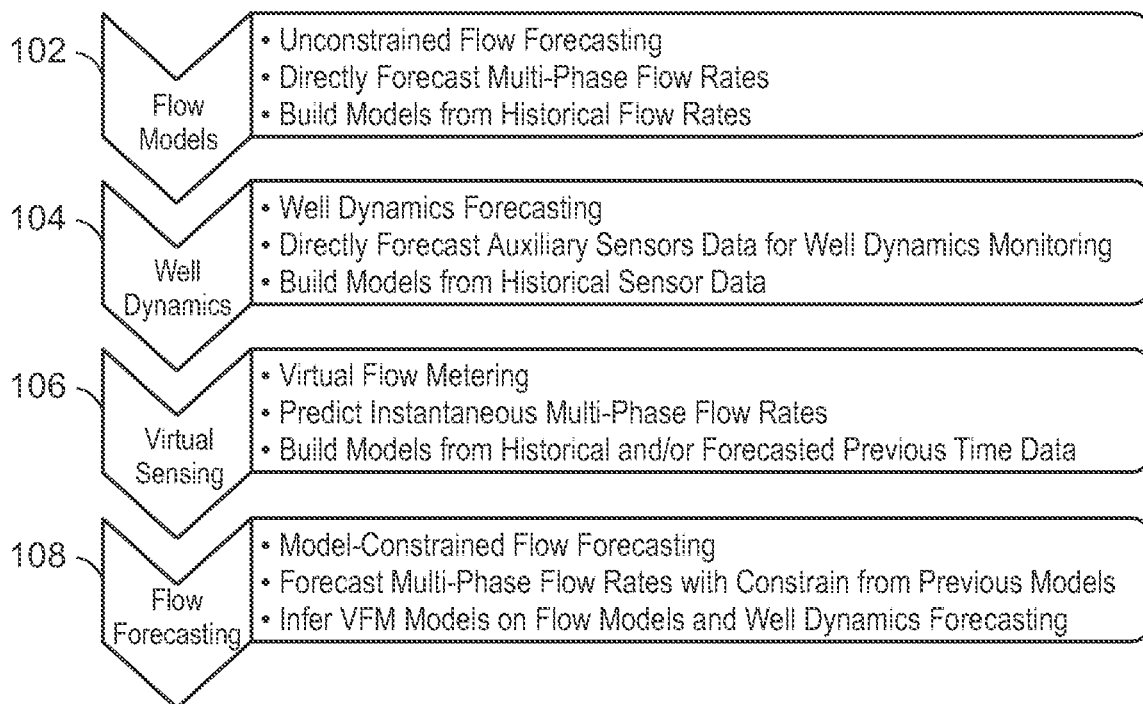 102
Flow
Models
• Unconstrained Flow Forecasting
• Directly Forecast Multi-Phase Flow Rates
• Build Models from Historical Flow Rates
104
Well
Dynamics
• Well Dynamics Forecasting
• Directly Forecast Auxiliary Sensors Data for Well Dynamics Monitoring
• Build Models from Historical Sensor Data
106
Virtual
Sensing
• Virtual Flow Metering
• Predict Instantaneous Multi-Phase Flow Rates
• Build Models from Historical and/or Forecasted Previous Time Data
108
Flow
Forecasting
• Model-Constrained Flow Forecasting
• Forecast Multi-Phase Flow Rates with Constrain from Previous Models
• Infer VFM Models on Flow Models and Well Dynamics Forecasting